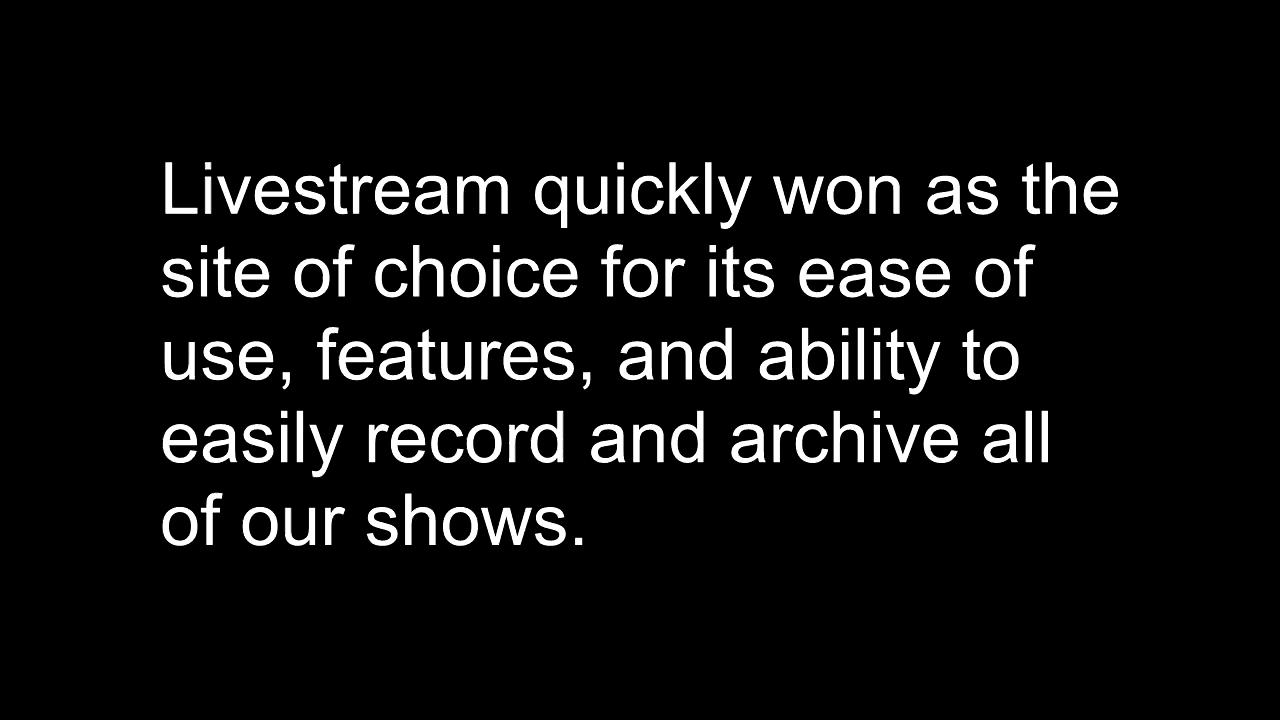 Livestream quickly won as the
site of choice for its ease of
use, features, and ability to
easily record and archive all
of our shows.